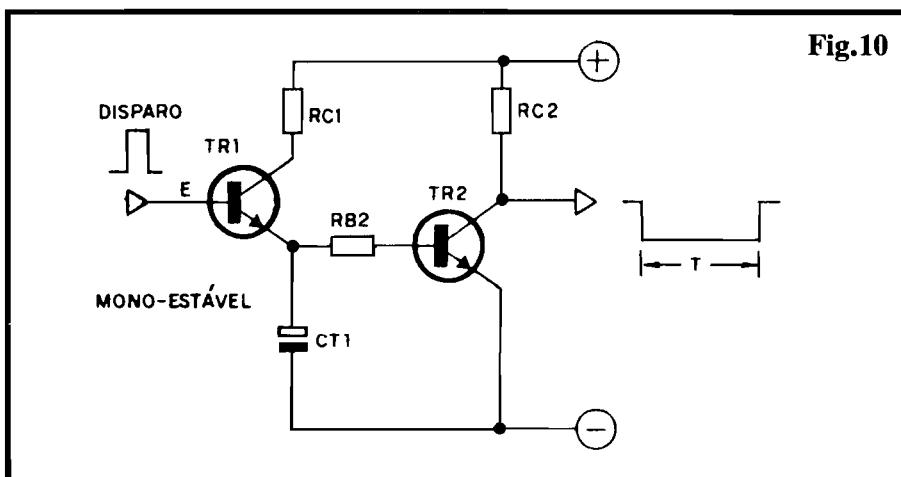 Fig.10
DISPARO
RC1
RC2
TR1
E
TR2
RB2
T
MONO-ESTÁVEL
CT1
+
−